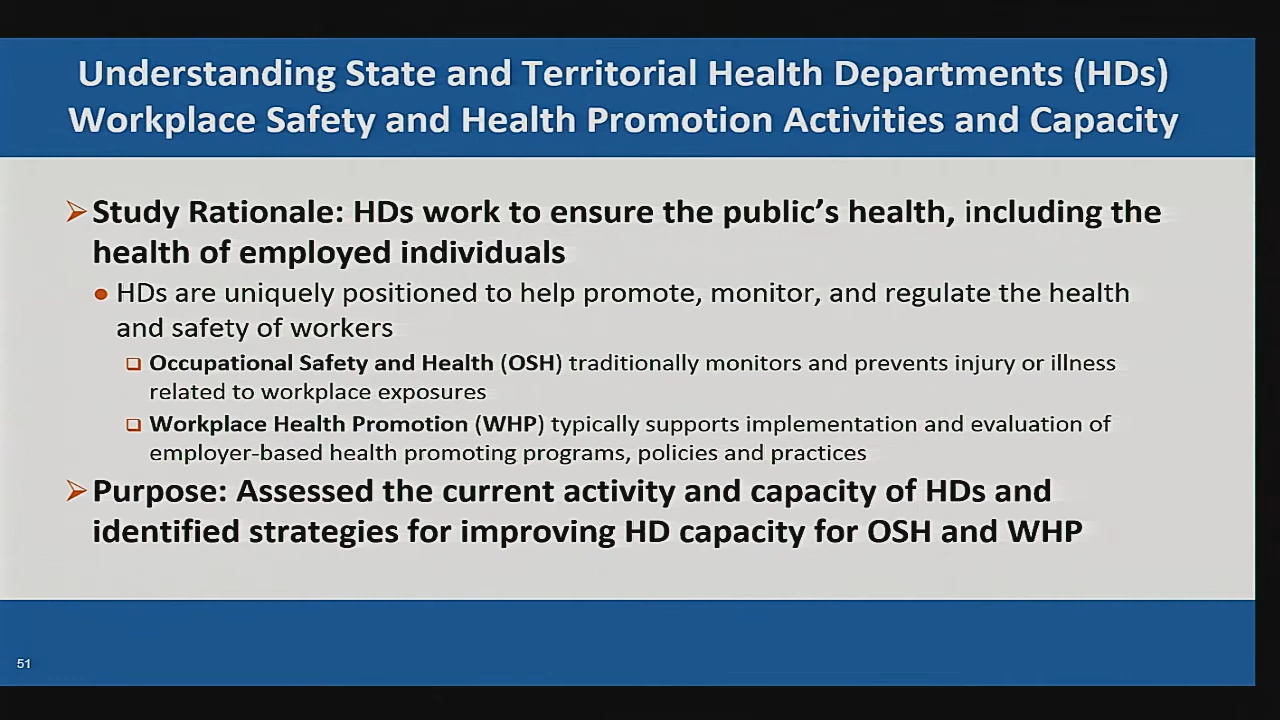 Understanding State and Territorial Health Departments (HDs)
Workplace Safety and Health Promotion Activities and Capacity
Study Rationale: HDs work to ensure the public’s health, including the
health of employed individuals
HDs are uniquely positioned to help promote, monitor, and regulate the health
and safety of workers
Occupational Safety and Health (OSH) traditionally monitors and prevents injury or illness
related to workplace exposures
Workplace Health Promotion (WHP) typically supports implementation and evaluation of
employer-based health promoting programs, policies and practices
Purpose: Assessed the current activity and capacity of HDs and
identified strategies for improving HD capacity for OSH and WHP
51